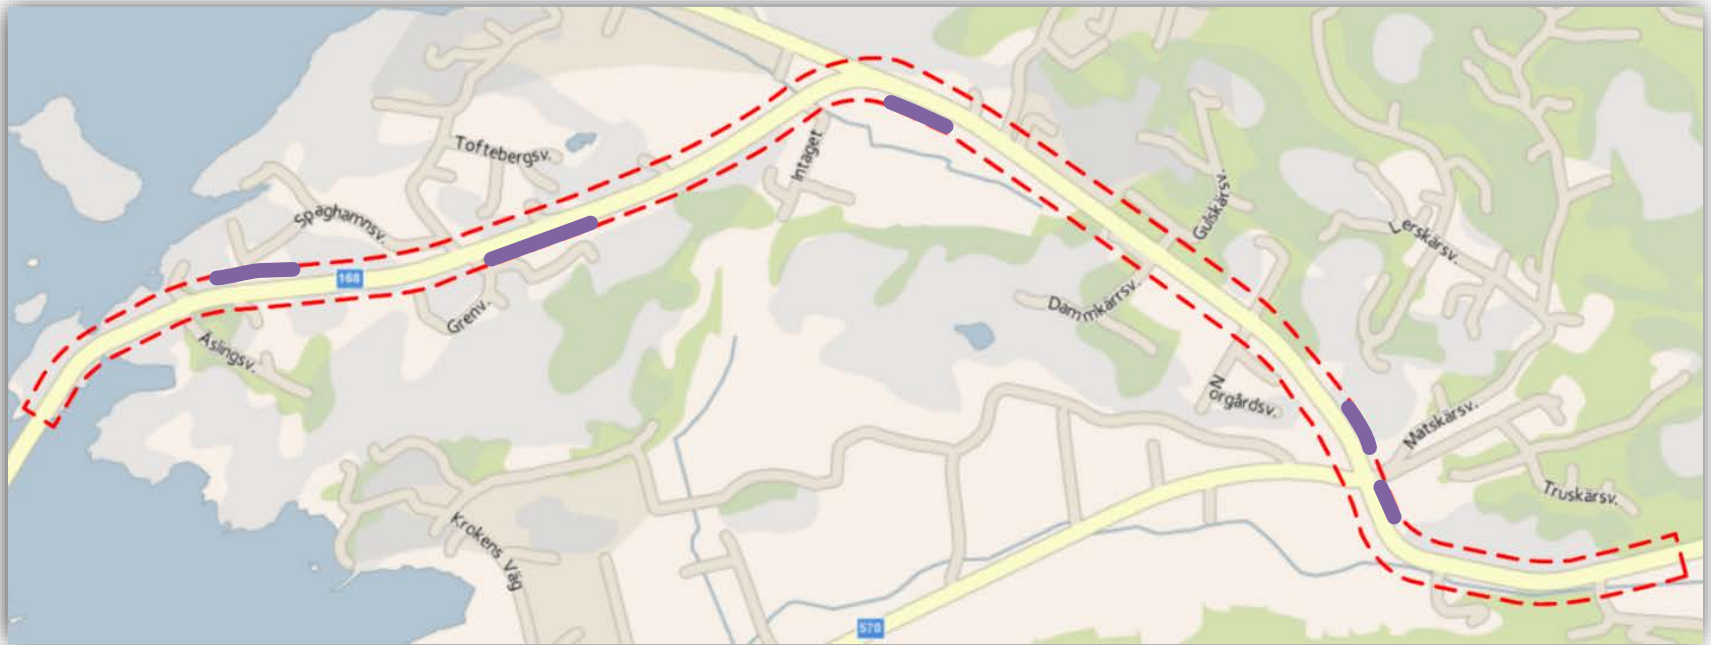 Toftebergsv.
Intaget
Gulskärsv.
Spaghamnsv.
Lerskärsv.
168
Grenv.
Dammkärrsv.
Åslingsv.
Norgårdsv.
Matskärsv.
Truskärsv.
Krokens Väg
570